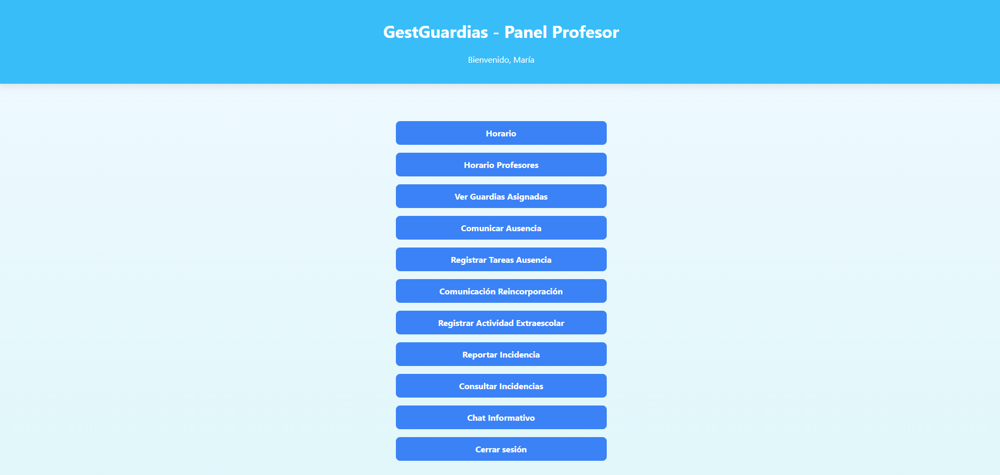 GestGuardias - Panel Profesor
Bienvenido, María
Horario
Horario Profesores
Ver Guardias Asignadas
Comunicar Ausencia
Registrar Tareas Ausencia
Comunicación Reincorporación
Registrar Actividad Extraescolar
Reportar Incidencia
Consultar Incidencias
Chat Informativo
Cerrar sesión